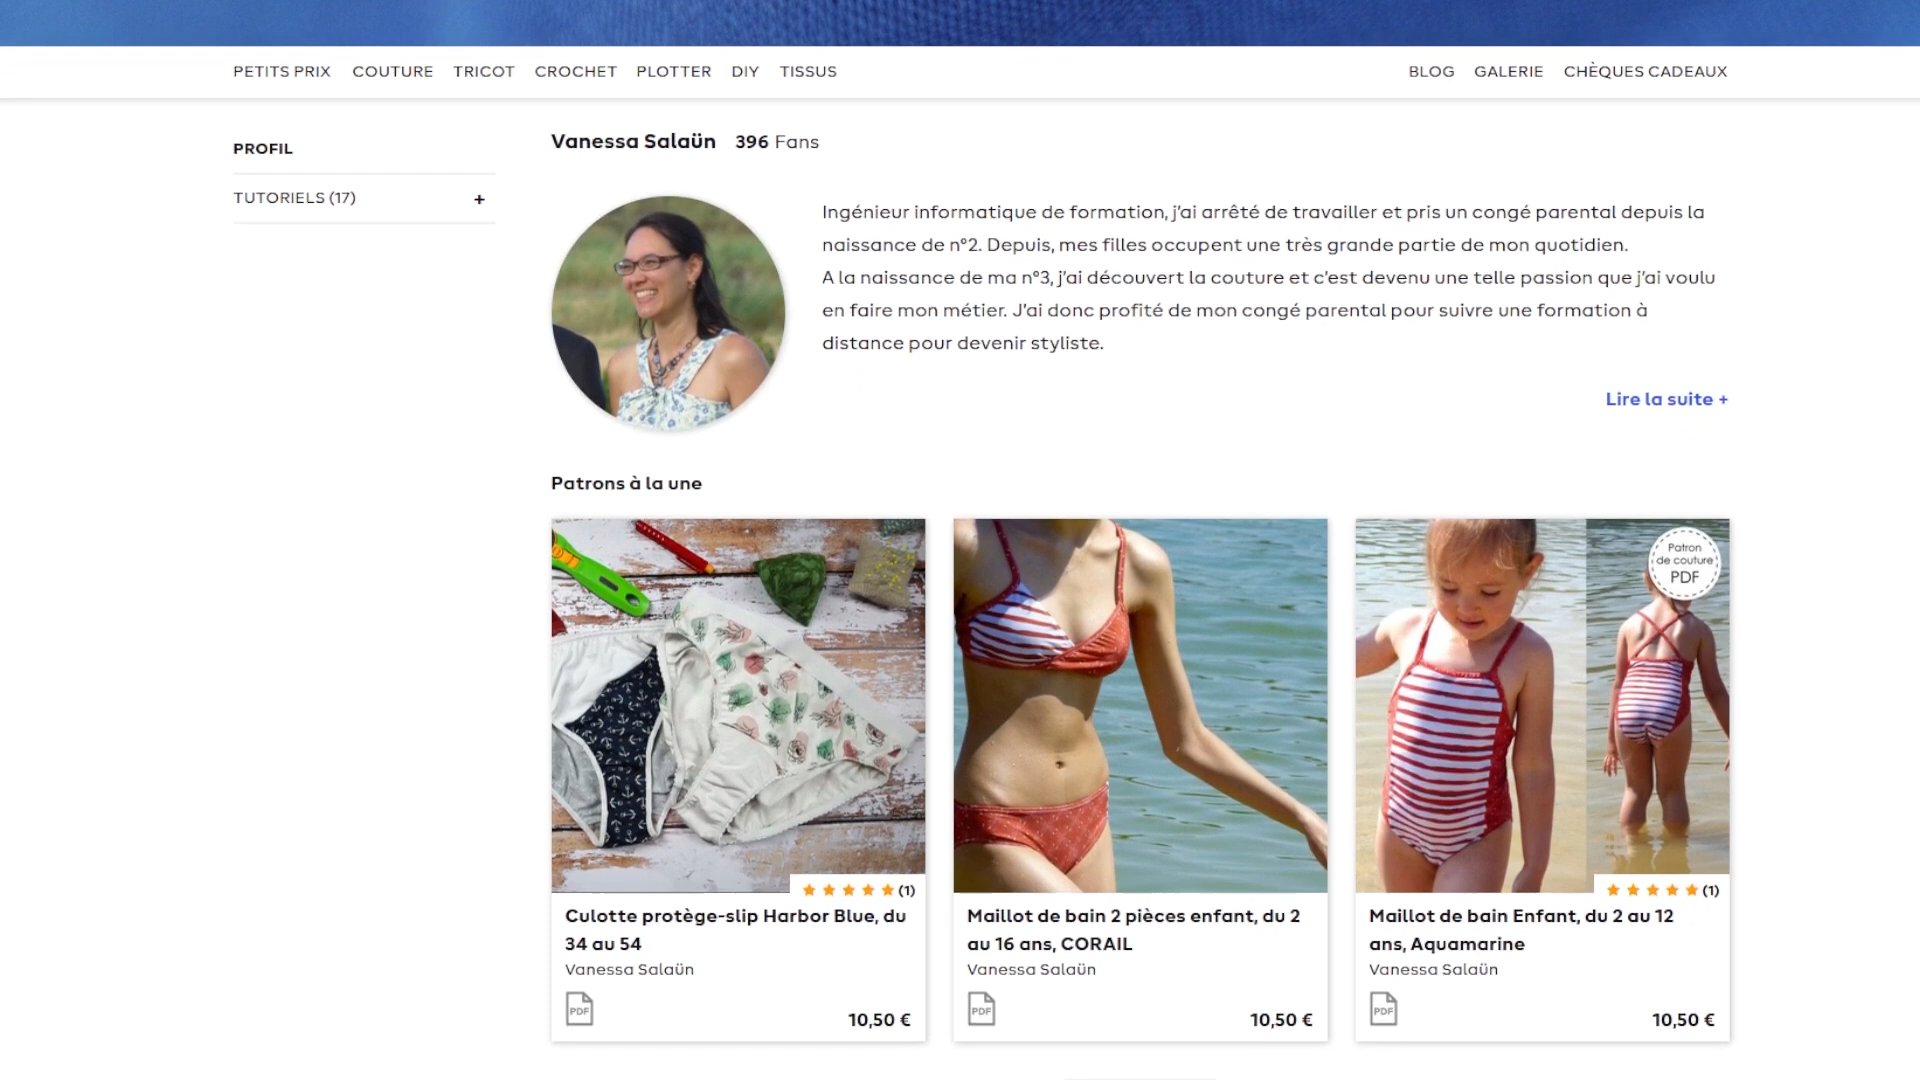 PETITS PRIX COUTURE TRICOT CROCHET PLOTTER DIY TISSUS BLOG GALERIE CHÈQUES CADEAUX
PROFIL
TUTORIELS (17) +
Vanessa Salaün 396 Fans
Ingénieur informatique de formation, j'ai arrêté de travailler et pris un congé parental depuis la
naissance de n°2. Depuis, mes filles occupent une très grande partie de mon quotidien.
A la naissance de ma n°3, j'ai découvert la couture et c'est devenu une telle passion que j'ai voulu
en faire mon métier. J'ai donc profité de mon congé parental pour suivre une formation à
distance pour devenir styliste.
Lire la suite +
Patrons à la une
(1)
Culotte protège-slip Harbor Blue, du
34 au 54
Vanessa Salaün
PDF
10,50 €
Maillot de bain 2 pièces enfant, du 2
au 16 ans, CORAIL
Vanessa Salaün
PDF
10,50 €
Patron
de couture
PDF
(1)
Maillot de bain Enfant, du 2 au 12
ans, Aquamarine
Vanessa Salaün
PDF
10,50 €